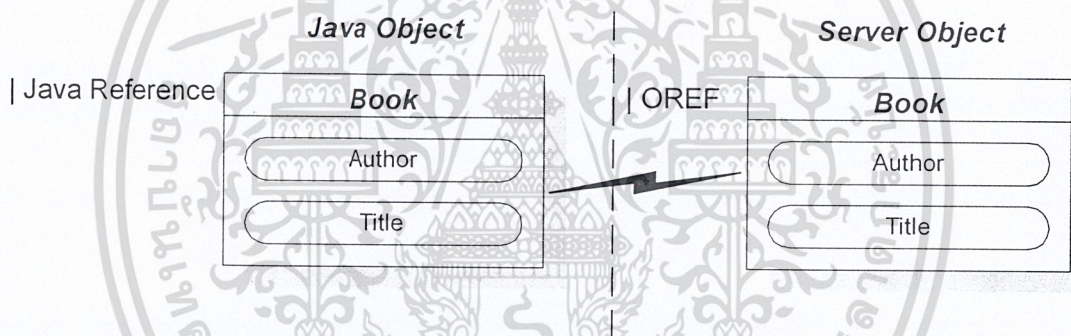 Java Object
Server Object
| Java Reference
Book
Author
Title
| OREF
Book
Author
Title